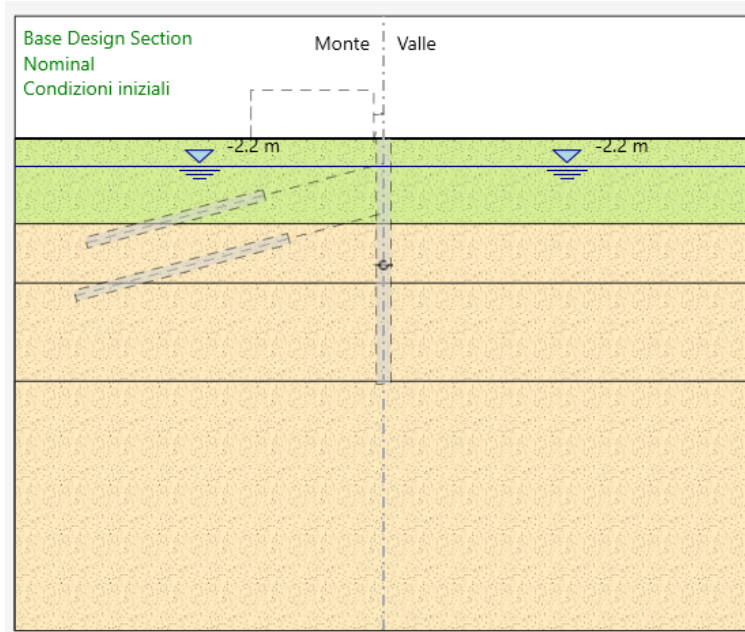 Base Design Section
Nominal
Condizioni iniziali
Monte
Valle
-2.2 m
-2.2 m